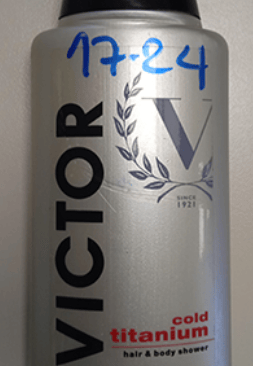 17-24
VICTOR
V
SINCE
1921
cold
titanium
hair & body shower